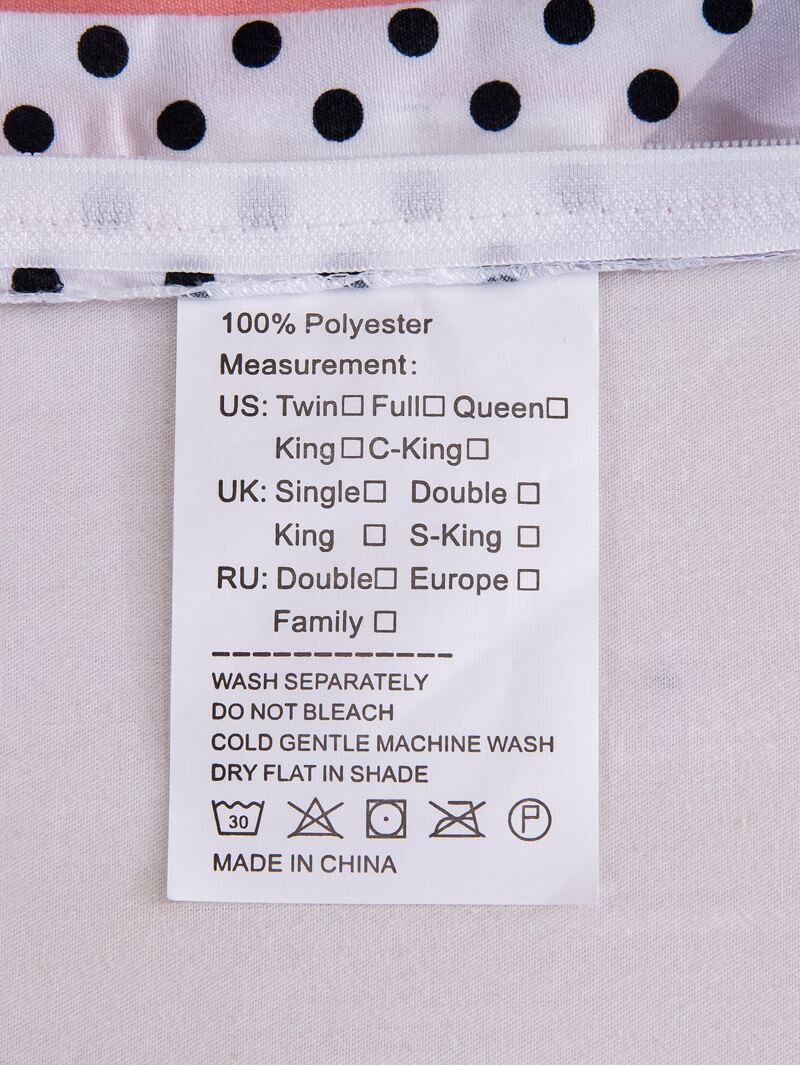 100% Polyester
Measurement:
US: Twin□ Full□ Queen□
King□ C-King□
UK: Single□ Double □
King □ S-King □
RU: Double□ Europe □
Family □
WASH SEPARATELY
DO NOT BLEACH
COLD GENTLE MACHINE WASH
DRY FLAT IN SHADE
30 P
MADE IN CHINA